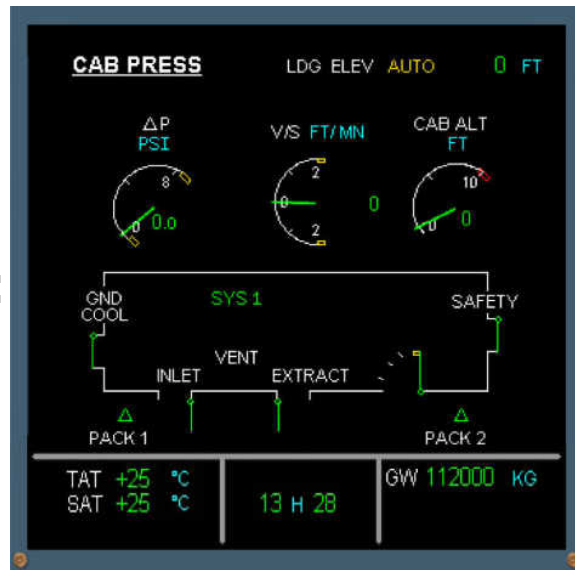 CAB PRESS LDG ELEV AUTO 0 FT
ΔP V/S FT/MN CAB ALT
PSI FT
8 2 10
0 0.o 0 0 0 0
2
GND SYS 1 SAFETY
COOL
VENT
INLET EXTRACT
PACK 1 PACK 2
TAT +25 °C GW 112000 KG
SAT +25 °C 13 H 28